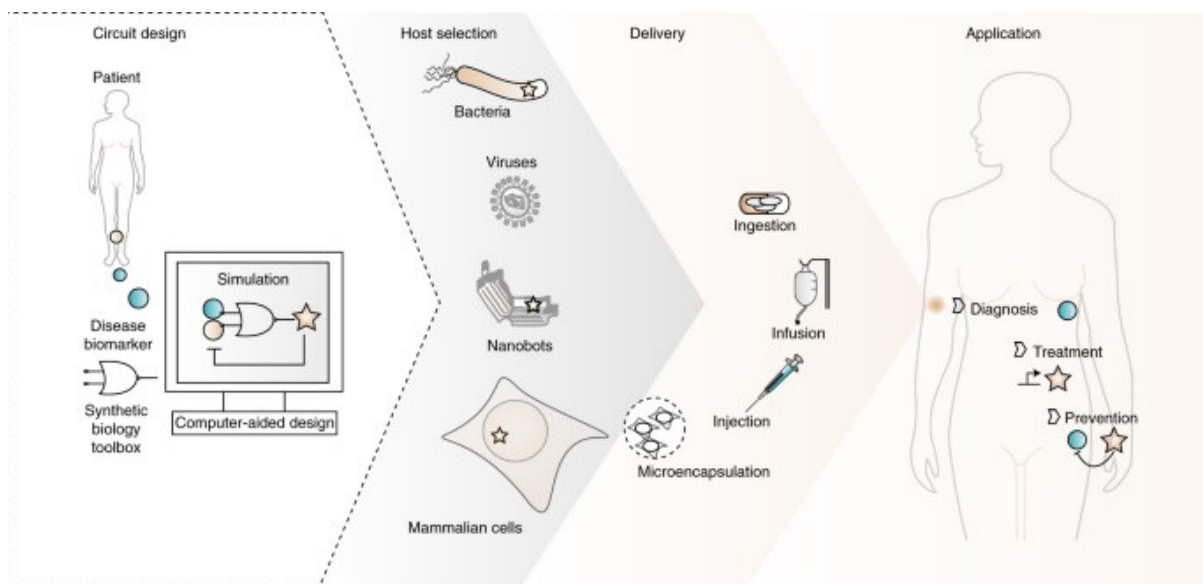 Circuit design
Host selection
Delivery
Application
Patient
Disease
biomarker
Synthetic
biology
toolbox
Simulation
Computer-aided design
Bacteria
Viruses
Nanobots
Mammalian cells
Ingestion
Infusion
Injection
Microencapsulation
Diagnosis
Treatment
Prevention